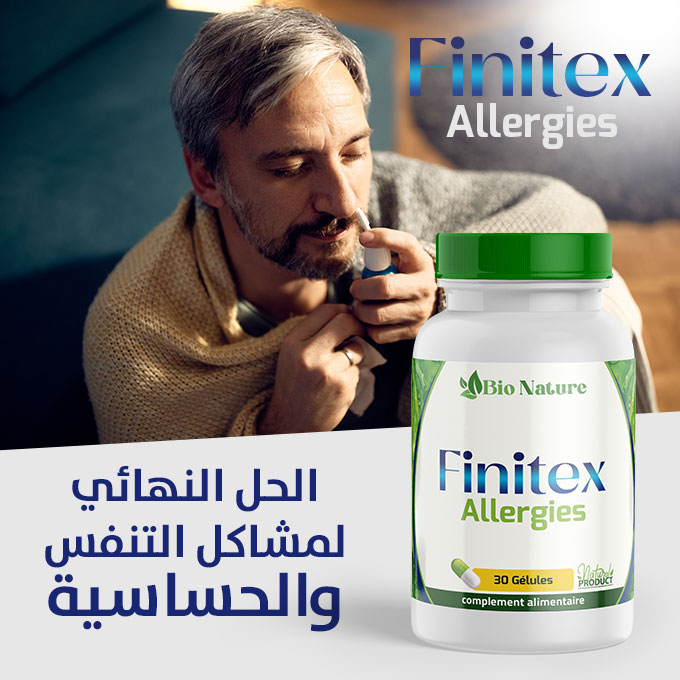 Finitex
Allergies
الحل النهائي
لمشاكل التنفس
والحساسية
Bio Nature
Finitex
Allergies
30 Gélules
Natural
PRODUCT
complement alimentaire